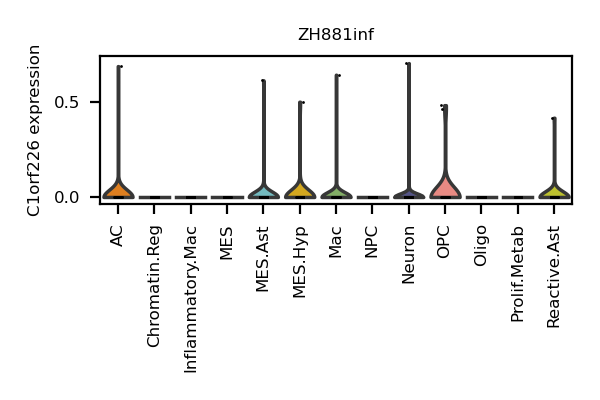 ZH881inf
C1orf226 expression
0.5
0.0
AC
Chromatin.Reg
Inflammatory.Mac
MES
MES.Ast
MES.Hyp
Mac
NPC
Neuron
OPC
Oligo
Prolif.Metab
Reactive.Ast